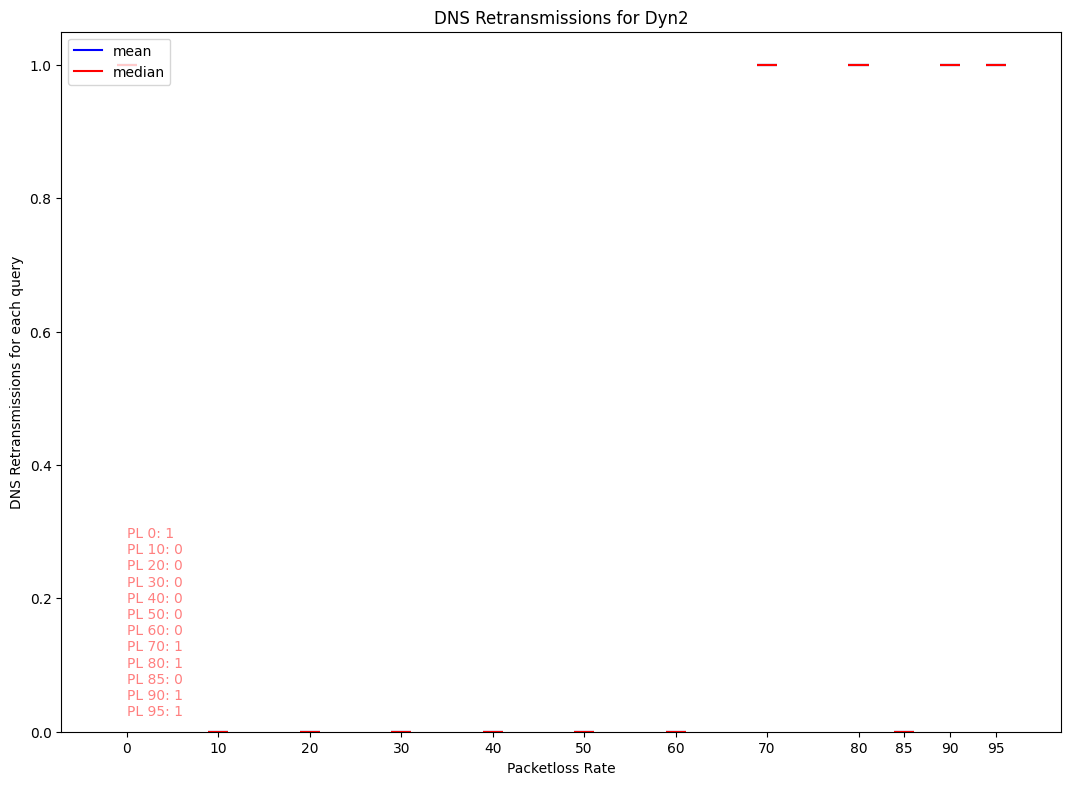 DNS Retransmissions for Dyn2
mean
median
DNS Retransmissions for each query
1.0
0.8
0.6
0.4
0.2
0.0
PL 0: 1
PL 10: 0
PL 20: 0
PL 30: 0
PL 40: 0
PL 50: 0
PL 60: 0
PL 70: 1
PL 80: 1
PL 85: 0
PL 90: 1
PL 95: 1
0 10 20 30 40 50 60 70 80 85 90 95
Packetloss Rate